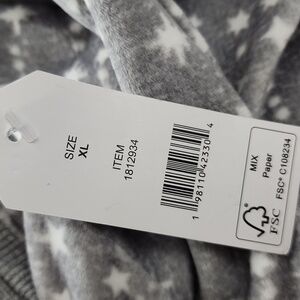 SIZE
XL
ITEM
1812934
1 98110 42330 4
MIX
Paper
FSC® C108234
FSC